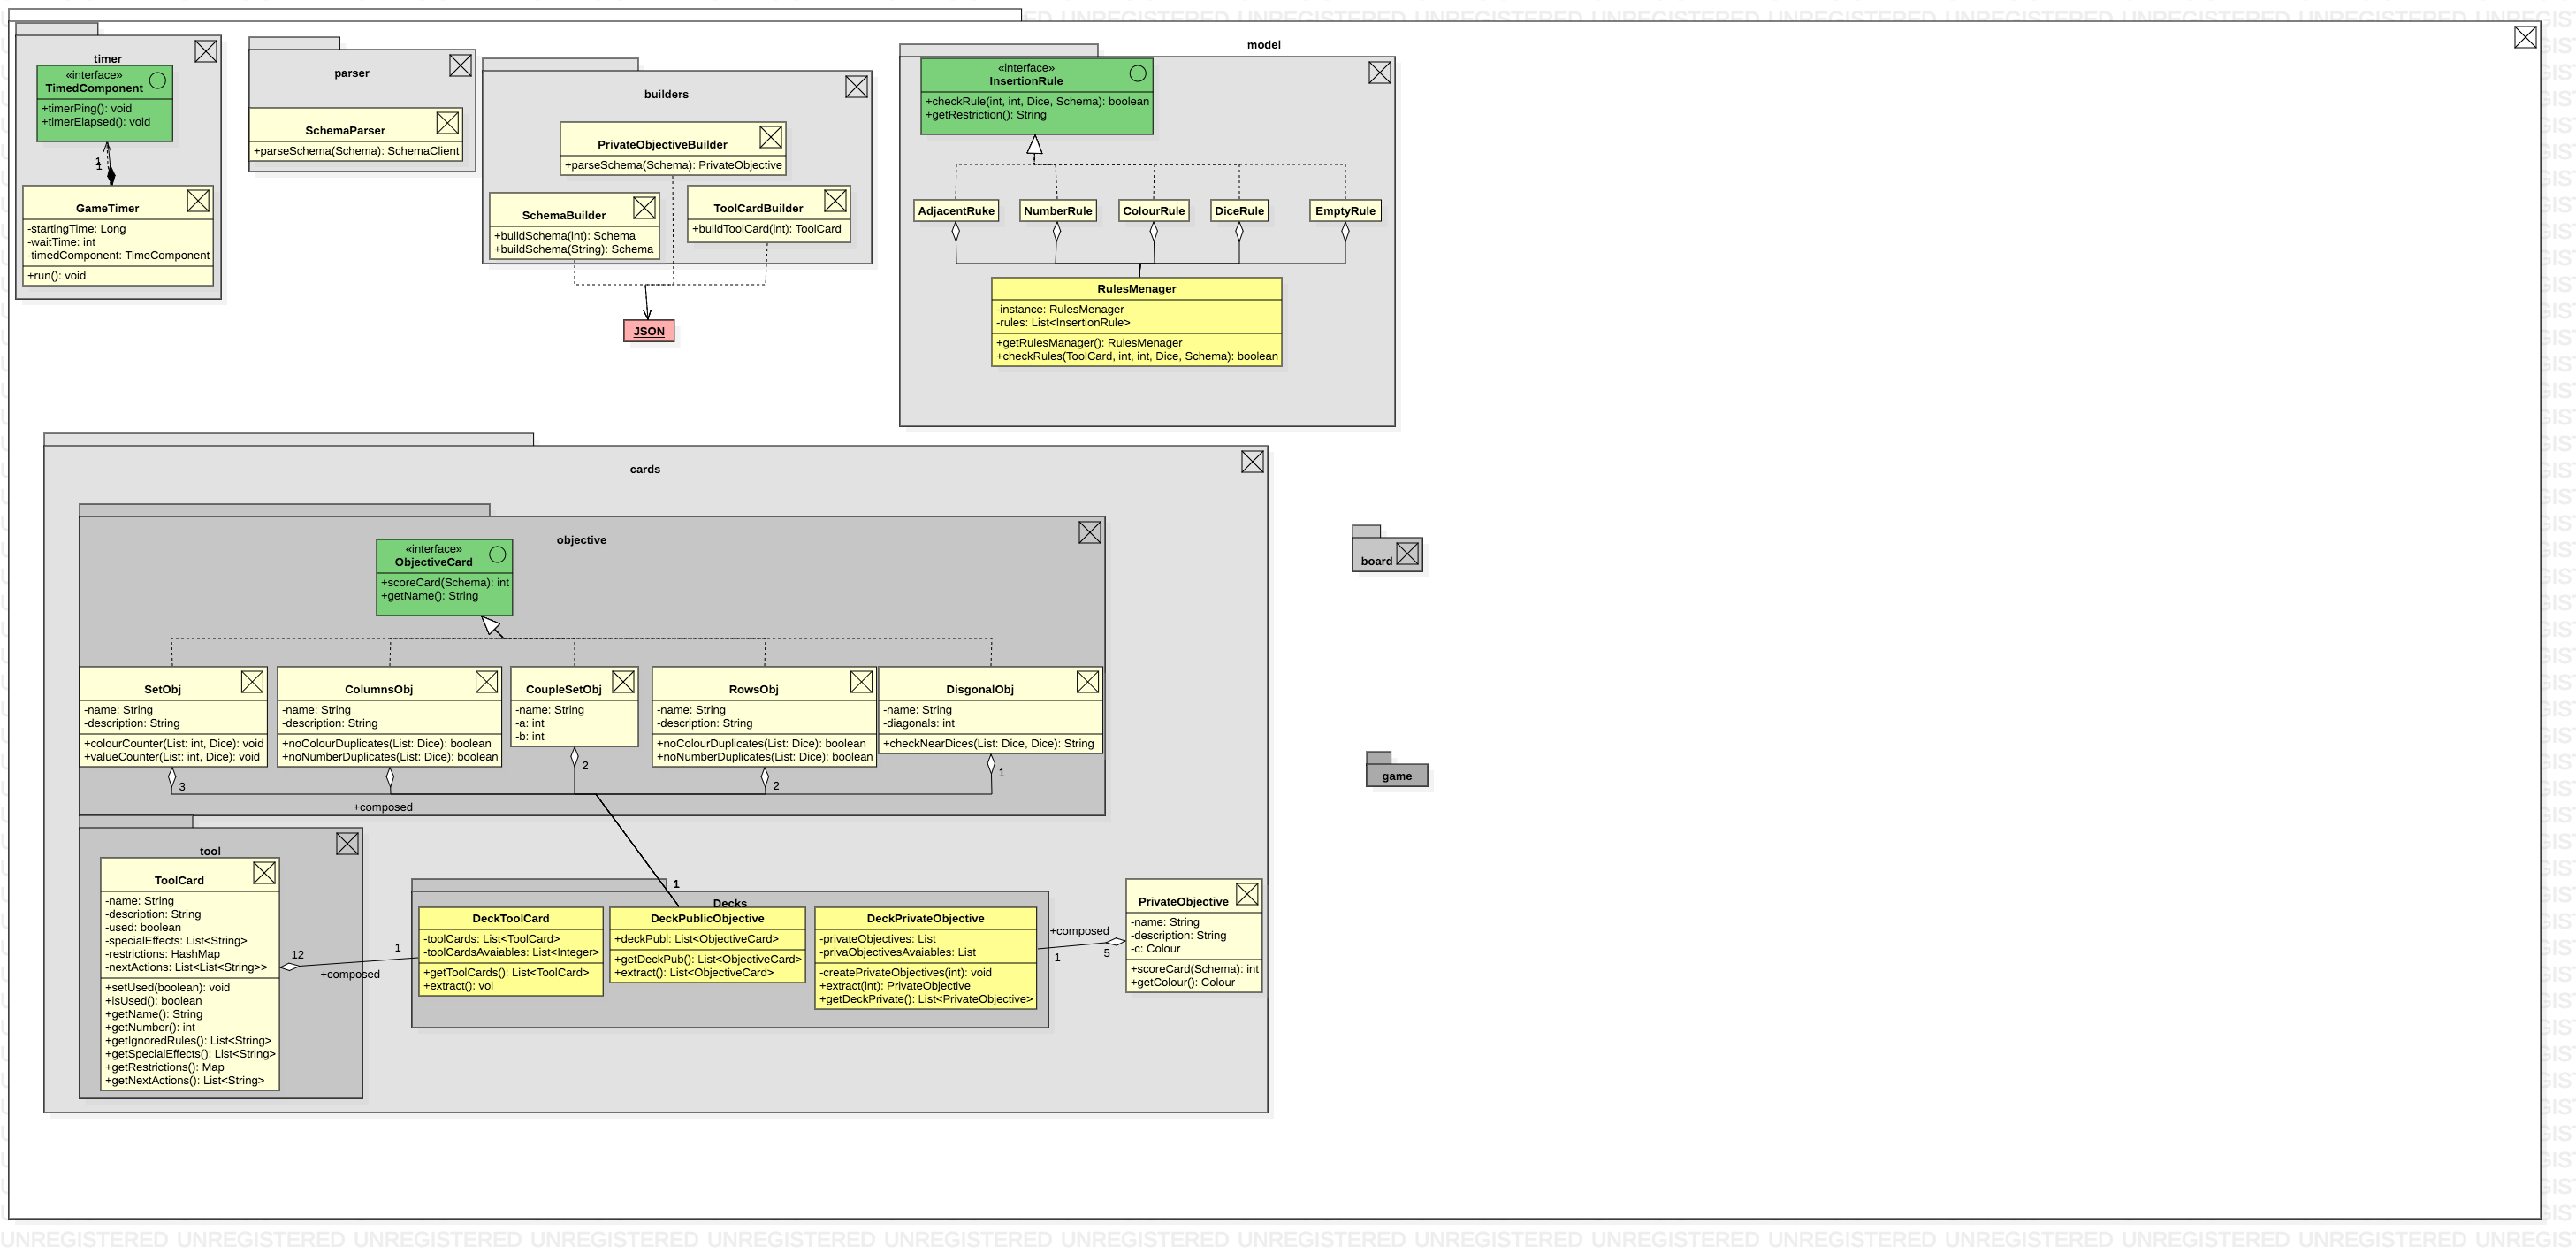 model
timer
«interface»
TimedComponent
+timerPing(): void
+timerElapsed(): void
1
1
GameTimer
-startingTime: Long
-waitTime: int
-timedComponent: TimeComponent
+run(): void
parser
SchemaParser
+parseSchema(Schema): SchemaClient
builders
PrivateObjectiveBuilder
+parseSchema(Schema): PrivateObjective
SchemaBuilder
+buildSchema(int): Schema
+buildSchema(String): Schema
ToolCardBuilder
+buildToolCard(int): ToolCard
JSON
«interface»
InsertionRule
+checkRule(int, int, Dice, Schema): boolean
+getRestriction(): String
AdjacentRuke
NumberRule
ColourRule
DiceRule
EmptyRule
RulesMenager
-instance: RulesMenager
-rules: List<InsertionRule>
+getRulesManager(): RulesMenager
+checkRules(ToolCard, int, int, Dice, Schema): boolean
cards
objective
«interface»
ObjectiveCard
+scoreCard(Schema): int
+getName(): String
SetObj
-name: String
-description: String
+colourCounter(List: int, Dice): void
+valueCounter(List: int, Dice): void
3
ColumnsObj
-name: String
-description: String
+noColourDuplicates(List: Dice): boolean
+noNumberDuplicates(List: Dice): boolean
CoupleSetObj
-name: String
-a: int
-b: int
2
RowsObj
-name: String
-description: String
+noColourDuplicates(List: Dice): boolean
+noNumberDuplicates(List: Dice): boolean
2
DisgonalObj
-name: String
-diagonals: int
+checkNearDices(List: Dice, Dice): String
1
+composed
board
game
tool
ToolCard
-name: String
-description: String
-used: boolean
-specialEffects: List<String>
-restrictions: HashMap
-nextActions: List<List<String>>
+setUsed(boolean): void
+isUsed(): boolean
+getName(): String
+getNumber(): int
+getIgnoredRules(): List<String>
+getSpecialEffects(): List<String>
+getRestrictions(): Map
+getNextActions(): List<String>
12
+composed
1
1
Decks
DeckToolCard
-toolCards: List<ToolCard>
-toolCardsAvaiables: List<Integer>
+getToolCards(): List<ToolCard>
+extract(): voi
DeckPublicObjective
+deckPubl: List<ObjectiveCard>
+getDeckPub(): List<ObjectiveCard>
+extract(): List<ObjectiveCard>
DeckPrivateObjective
-privateObjectives: List
-privaObjectivesAvaiables: List
-createPrivateObjectives(int): void
+extract(int): PrivateObjective
+getDeckPrivate(): List<PrivateObjective>
+composed
1
5
PrivateObjective
-name: String
-description: String
-c: Colour
+scoreCard(Schema): int
+getColour(): Colour
UNREGISTERED UNREGISTERED UNREGISTERED UNREGISTERED UNREGISTERED UNREGISTERED UNREGISTERED UNREGISTERED UNREGISTERED UNREGISTERED UNREGISTERED UNREGISTERED UNREGISTERED UNREGISTERED